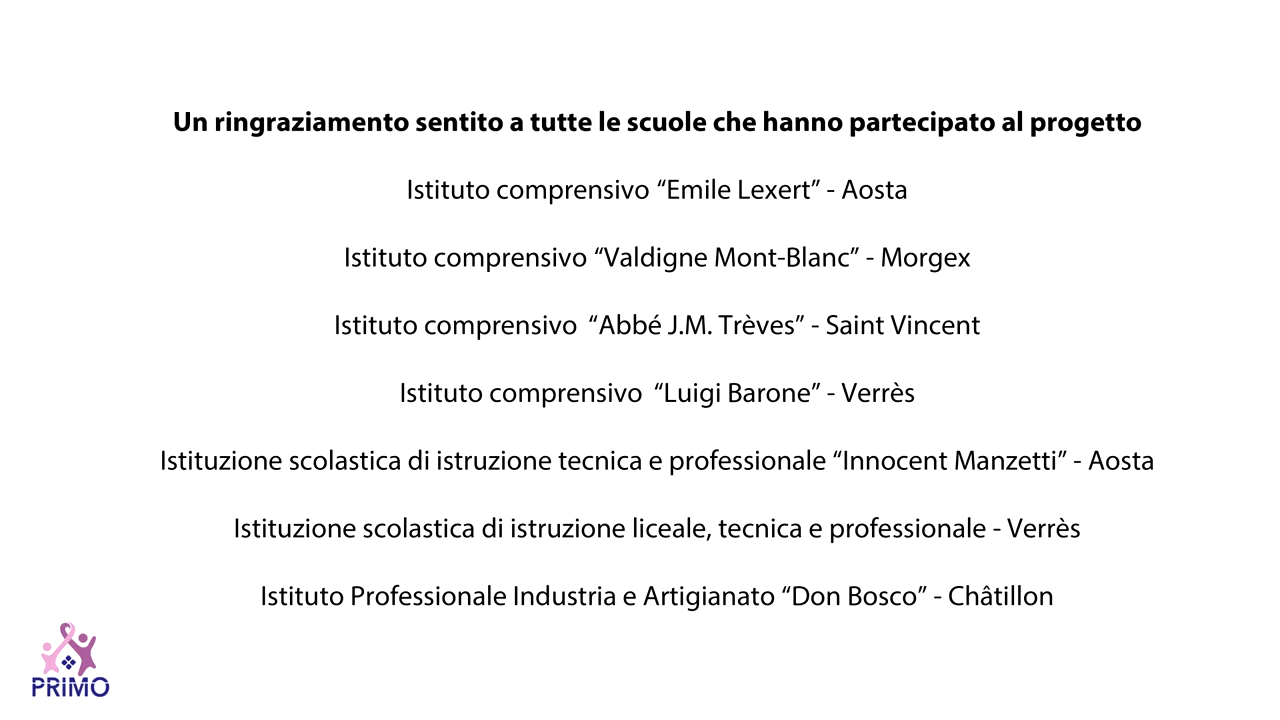 Un ringraziamento sentito a tutte le scuole che hanno partecipato al progetto
Istituto comprensivo “Emile Lexert” - Aosta
Istituto comprensivo “Valdigne Mont-Blanc” - Morgex
Istituto comprensivo  “Abbé J.M. Trèves” - Saint Vincent
Istituto comprensivo  “Luigi Barone” - Verrès
Istituzione scolastica di istruzione tecnica e professionale “Innocent Manzetti” - Aosta
Istituzione scolastica di istruzione liceale, tecnica e professionale - Verrès
Istituto Professionale Industria e Artigianato “Don Bosco” - Châtillon
PRiMO